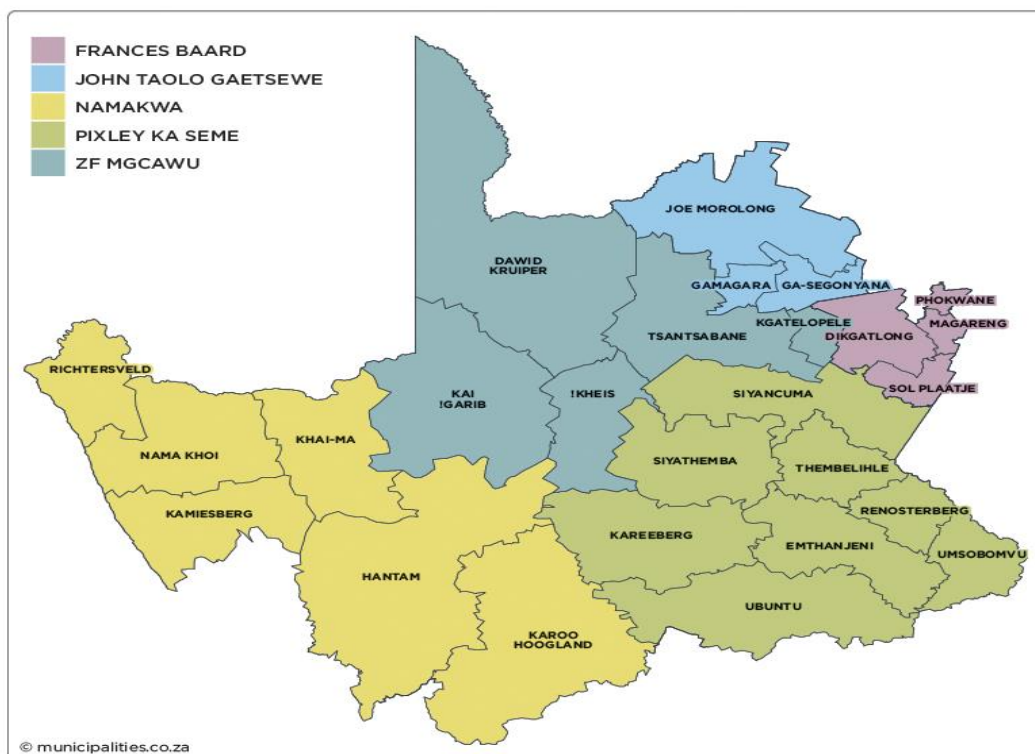 FRANCES BAARD
JOHN TAOLO GAETSEWE
NAMAKWA
PIXLEY KA SEME
ZF MGCAWU
JOE MOROLONG
DAWID
KRUIPER
GAMAGARA
GA-SEGONYANA
PHOKWANE
KGATELOPELE
MAGARENG
TSANTSABANE
DIKGATLONG
RICHTERSVELD
SOL PLAATJE
KAI
!GARIB
!KHEIS
SIYANCUMA
KHAI-MA
NAMA KHOI
SIYATHEMBA
THEMBELIHLE
KAMIESBERG
RENOSTERBERG
KAREEBERG
EMTHANJENI
UMSOBOMVU
HANTAM
UBUNTU
KAROO
HOOGLAND
© municipalities.co.za